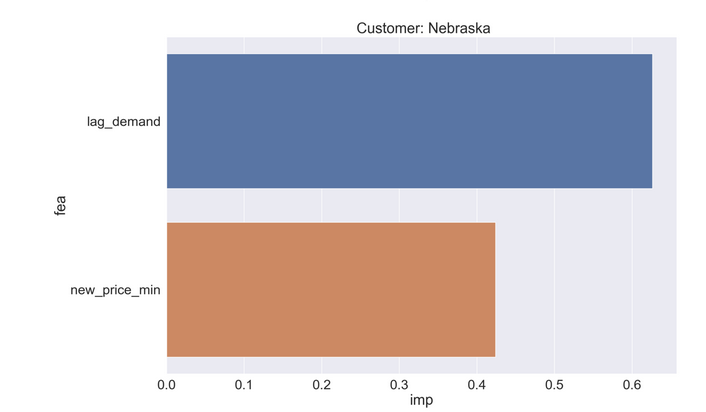 Customer: Nebraska
lag_demand
fea
new_price_min
0.0 0.1 0.2 0.3 0.4 0.5 0.6
imp